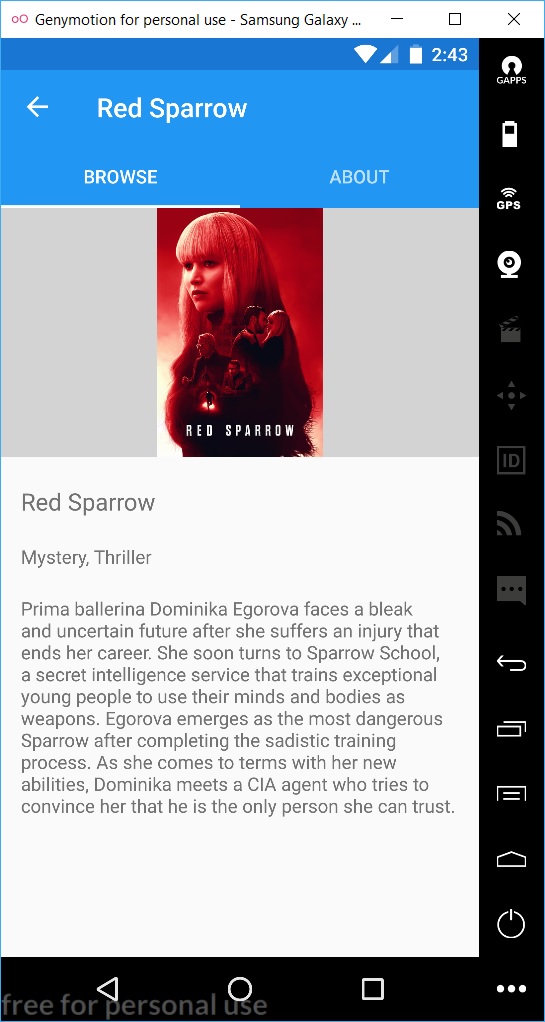 Genymotion for personal use - Samsung Galaxy ...
2:43
GAPPS
Red Sparrow
BROWSE
ABOUT
GPS
RED SPARROW
ID
Red Sparrow
Mystery, Thriller
Prima ballerina Dominika Egorova faces a bleak
and uncertain future after she suffers an injury that
ends her career. She soon turns to Sparrow School,
a secret intelligence service that trains exceptional
young people to use their minds and bodies as
weapons. Egorova emerges as the most dangerous
Sparrow after completing the sadistic training
process. As she comes to terms with her new
abilities, Dominika meets a CIA agent who tries to
convince her that he is the only person she can trust.
free for personal use